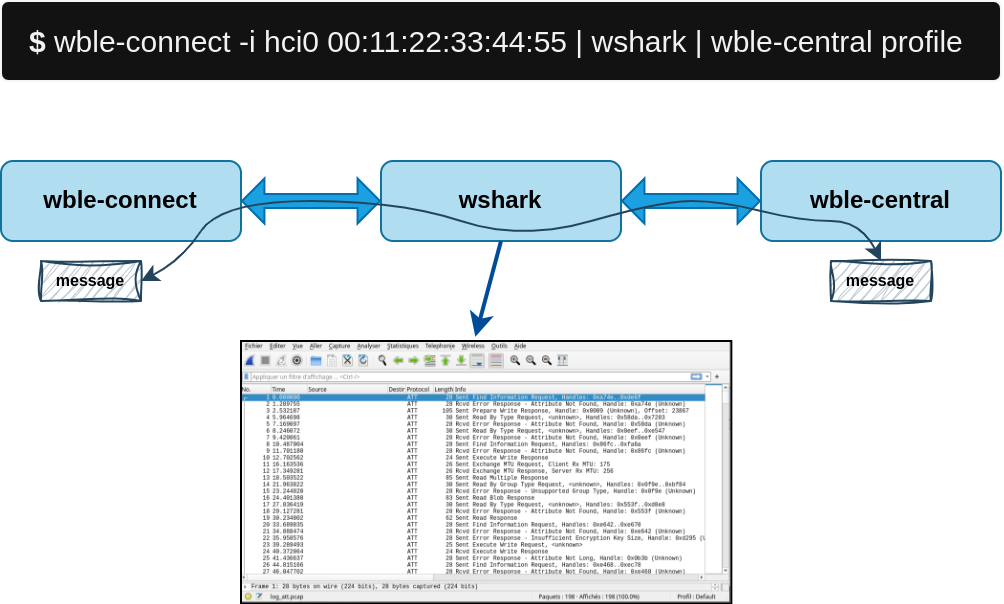 $ wble-connect -i hci0 00:11:22:33:44:55 | wshark | wble-central profile
wble-connect
wshark
wble-central
message
message
Fichier Editer Vue Aller Capture Analyser Statistiques Telephonie Wireless Outils Aide
Appliquer un filtre d'affichage ... <Ctrl-/>
No. Time Source Destin Protocol Length Info
ATT 28 Sent Find Information Request, Handles: 0xa74e..0xde6f
2 1.289755 ATT 28 Rcvd Error Response - Attribute Not Found, Handle: 0xa74e (Unknown)
3 2.532187 ATT 105 Sent Prepare Write Response, Handle: 0x0009 (Unknown), Offset: 23867
4 5.964698 ATT 30 Sent Read By Type Request, <unknown>, Handles: 0x50da..0x7203
5 7.169897 ATT 28 Rcvd Error Response - Attribute Not Found, Handle: 0x50da (Unknown)
6 8.246072 ATT 30 Sent Read By Type Request, <unknown>, Handles: 0x0eef..0xe547
7 9.420861 ATT 28 Rcvd Error Response - Attribute Not Found, Handle: 0x0eef (Unknown)
8 10.487904 ATT 28 Sent Find Information Request, Handles: 0x86fc..0xfa6a
9 11.701180 ATT 28 Rcvd Error Response - Attribute Not Found, Handle: 0x86fc (Unknown)
10 12.792562 ATT 24 Sent Execute Write Response
11 16.163536 ATT 26 Sent Exchange MTU Request, Client Rx MTU: 175
12 17.349281 ATT 26 Rcvd Exchange MTU Response, Server Rx MTU: 256
13 18.593522 ATT 85 Sent Read Multiple Response
14 21.963822 ATT 30 Sent Read By Group Type Request, <unknown>, Handles: 0x0f9e..0xbf84
15 23.244820 ATT 28 Rcvd Error Response - Unsupported Group Type, Handle: 0x0f9e (Unknown)
16 24.401380 ATT 83 Sent Read Blob Response
17 27.036419 ATT 30 Sent Read By Type Request, <unknown>, Handles: 0x553f..0xd8e8
18 29.127281 ATT 28 Rcvd Error Response - Attribute Not Found, Handle: 0x553f (Unknown)
19 30.234002 ATT 62 Sent Read Response
20 33.689835 ATT 28 Sent Find Information Request, Handles: 0xe642..0xe670
21 34.880474 ATT 28 Rcvd Error Response - Attribute Not Found, Handle: 0xe642 (Unknown)
22 35.958576 ATT 28 Sent Error Response - Insufficient Encryption Key Size, Handle: 0xd295 (U
23 39.289493 ATT 25 Sent Execute Write Request, <unknown>
24 40.372064 ATT 24 Rcvd Execute Write Response
25 41.436637 ATT 28 Sent Error Response - Attribute Not Long, Handle: 0x0b3b (Unknown)
26 44.815166 ATT 28 Sent Find Information Request, Handles: 0xe468..0xec78
27 46.047702 ATT 28 Rcvd Error Response - Attribute Not Found, Handle: 0xe468 (Unknown)
Frame 1: 28 bytes on wire (224 bits), 28 bytes captured (224 bits)
log_att.pcap Paquets : 198 · Affichés : 198 (100.0%) Profil : Default